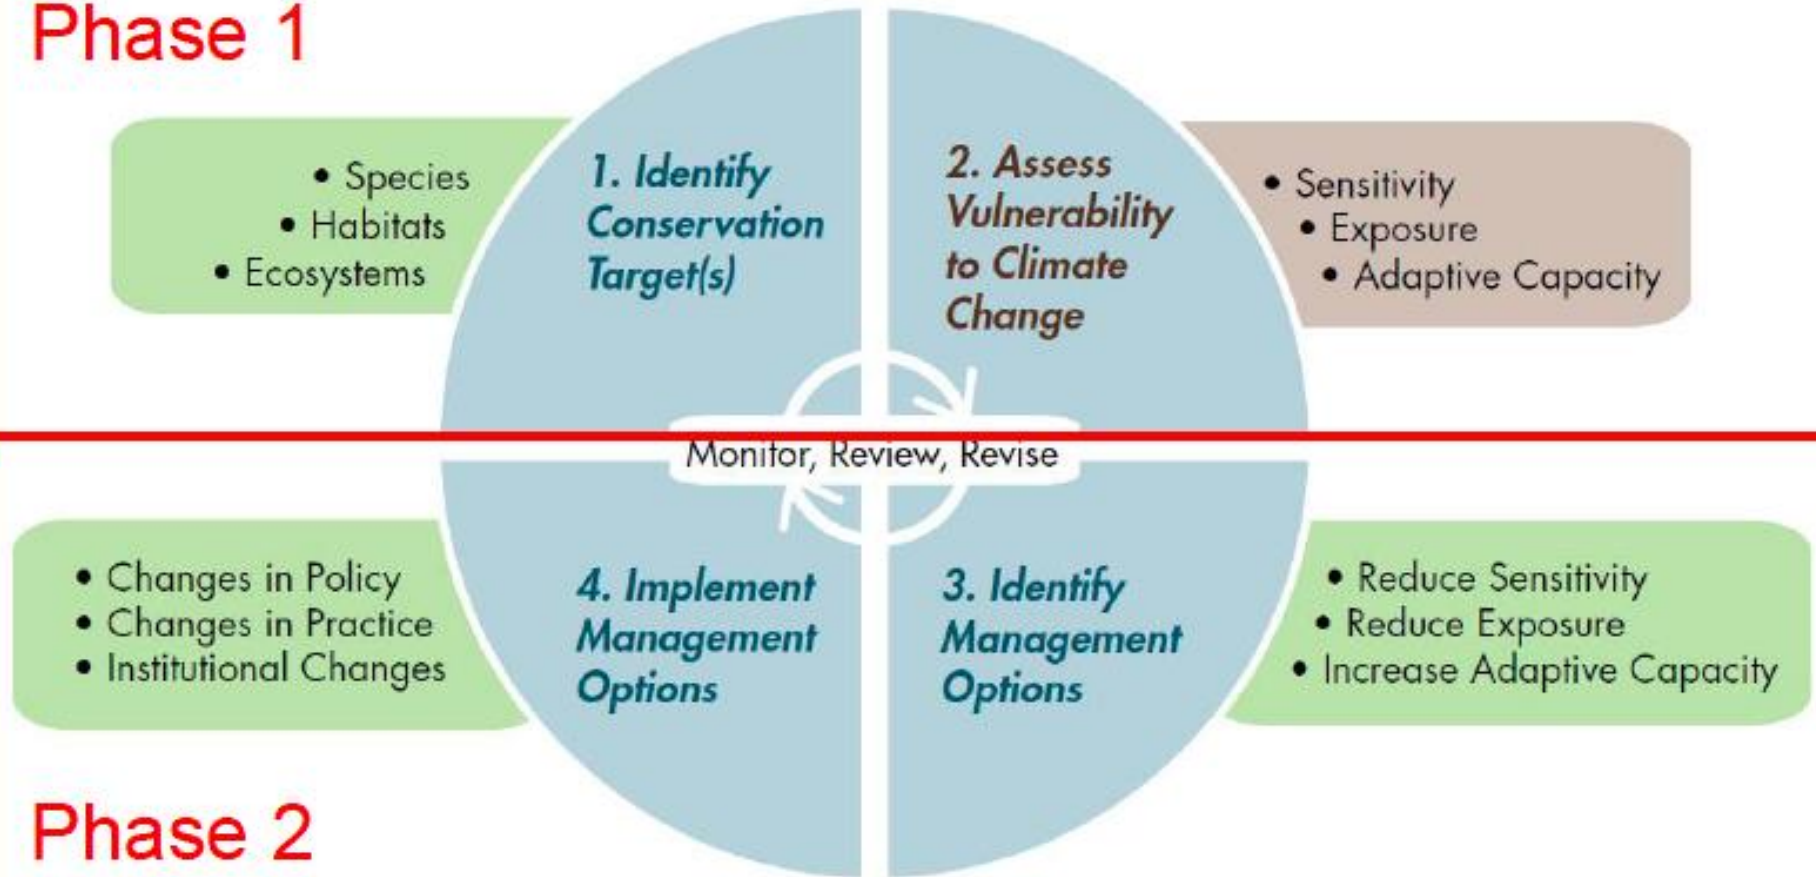 Phase 1
• Species
• Habitats
• Ecosystems
1. Identify
Conservation
Target(s)
2. Assess
Vulnerability
to Climate
Change
• Sensitivity
• Exposure
• Adaptive Capacity
Monitor, Review, Revise
• Changes in Policy
• Changes in Practice
• Institutional Changes
4. Implement
Management
Options
3. Identify
Management
Options
• Reduce Sensitivity
• Reduce Exposure
• Increase Adaptive Capacity
Phase 2